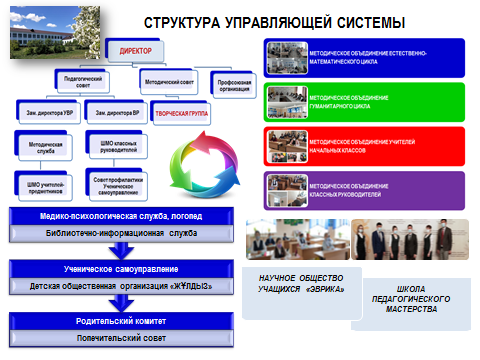 СТРУКТУРА УПРАВЛЯЮЩЕЙ СИСТЕМЫ
ДИРЕКТОР
Педагогический
совет
Методический совет
Профсоюзная
организация
Зам. директора УВР
Зам. директора ВР
ТВОРЧЕСКАЯ ГРУППА
Методическая
служба
ШМО классных
руководителей
ШМО учителей-
предметников
Совет профилактики
Ученическое
самоуправление
МЕТОДИЧЕСКОЕ ОБЪЕДИНЕНИЕ ЕСТЕСТВЕННО-
МАТЕМАТИЧЕСКОГО ЦИКЛА
МЕТОДИЧЕСКОЕ ОБЪЕДИНЕНИЕ
ГУМАНИТАРНОГО ЦИКЛА
МЕТОДИЧЕСКОЕ ОБЪЕДИНЕНИЕ УЧИТЕЛЕЙ
НАЧАЛЬНЫХ КЛАССОВ
МЕТОДИЧЕСКОЕ ОБЪЕДИНЕНИЕ
КЛАССНЫХ РУКОВОДИТЕЛЕЙ
Медико-психологическая служба, логопед
Библиотечно-информационная служба
Ученическое самоуправление
Детская общественная организация «ЖҰЛДЫЗ»
Родительский комитет
Попечительский совет
НАУЧНОЕ ОБЩЕСТВО
УЧАЩИХСЯ «ЭВРИКА»
ШКОЛА
ПЕДАГОГИЧЕСКОГО
МАСТЕРСТВА